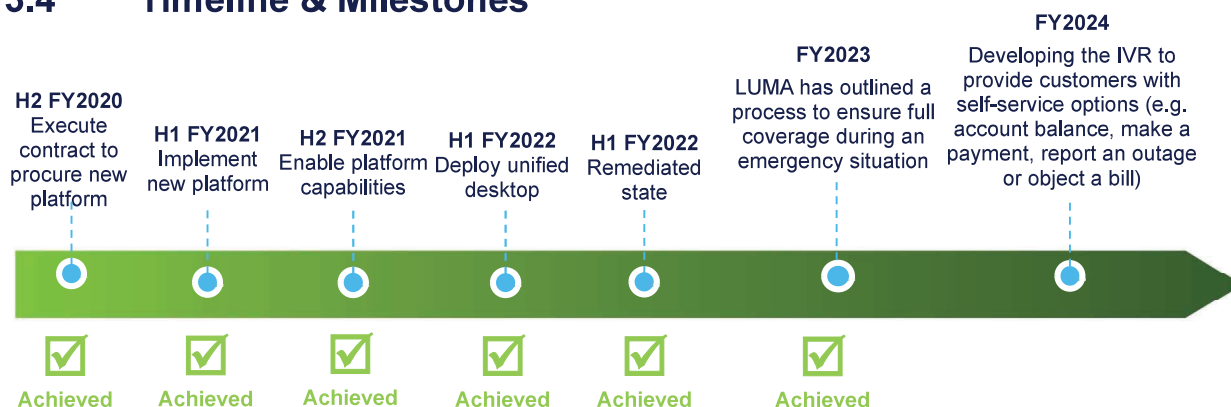 3.4 Timeline & Milestones
H2 FY2020
Execute
contract to
procure new
platform
H1 FY2021
Implement
new platform
H2 FY2021
Enable platform
capabilities
H1 FY2022
Deploy unified
desktop
H1 FY2022
Remediated
state
FY2023
LUMA has outlined a
process to ensure full
coverage during an
emergency situation
FY2024
Developing the IVR to
provide customers with
self-service options (e.g.
account balance, make a
payment, report an outage
or object a bill)
Achieved
Achieved
Achieved
Achieved
Achieved
Achieved